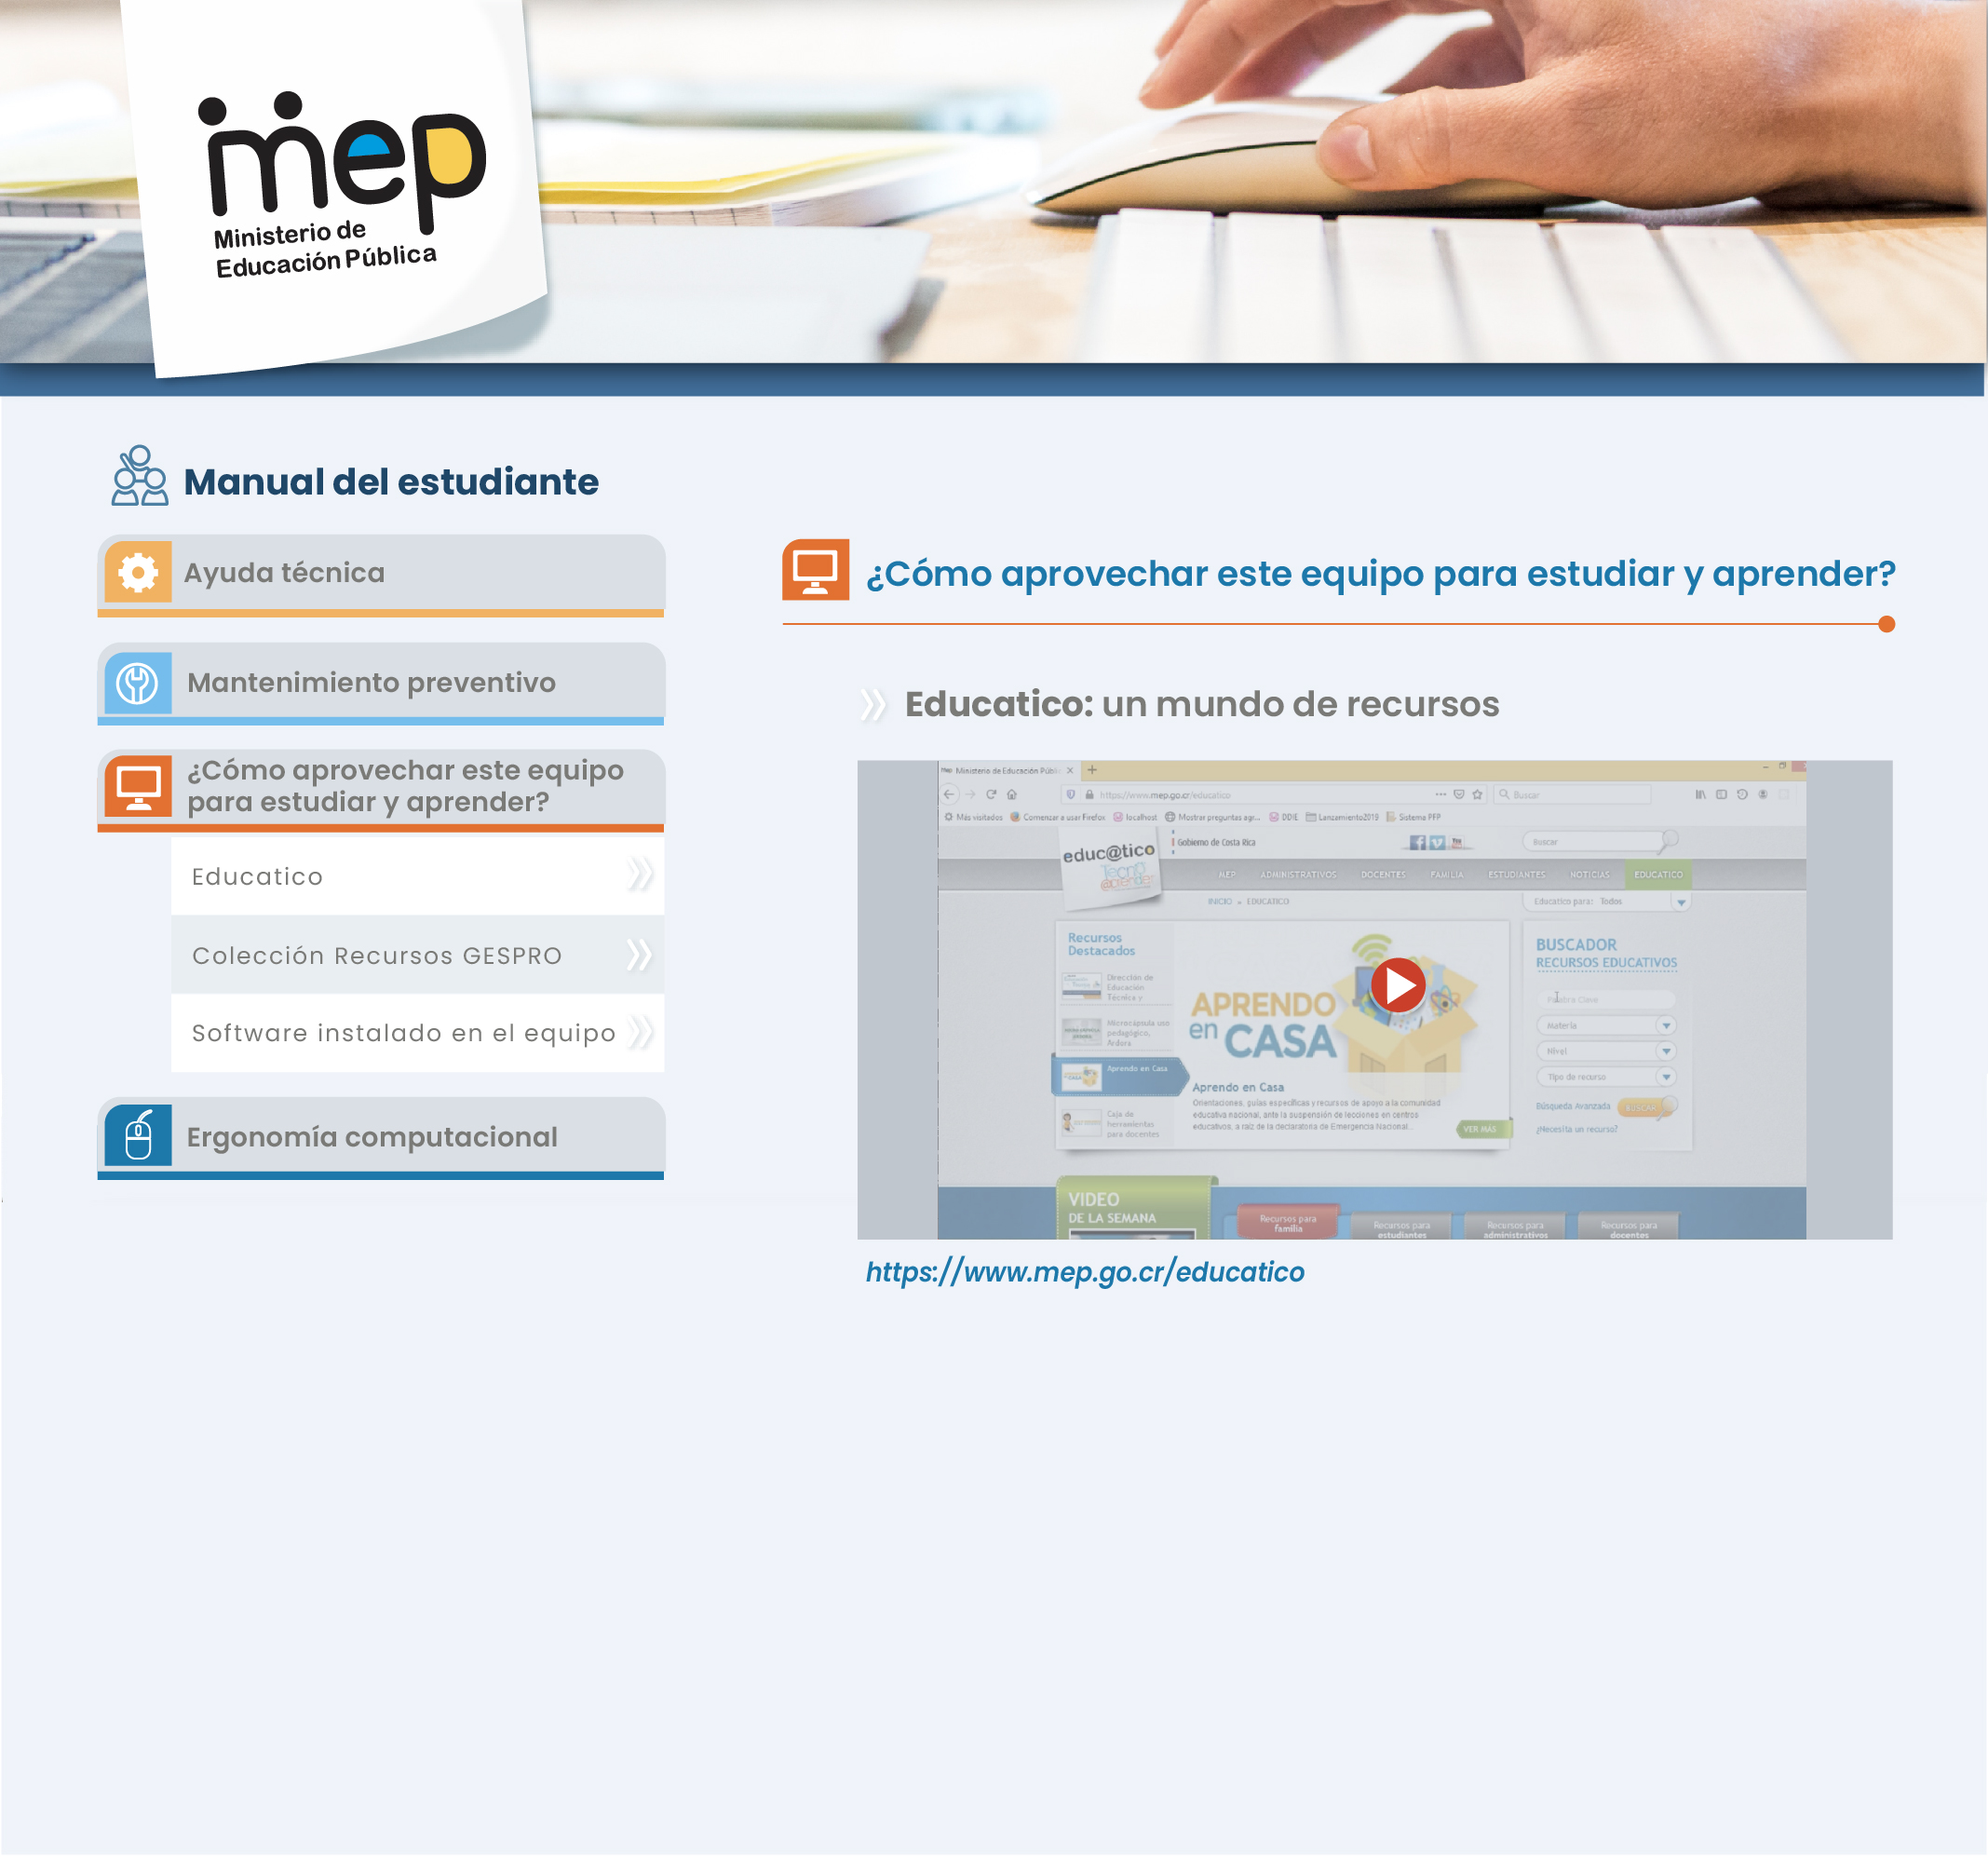 mep
Ministerio de
Educación Pública
Manual del estudiante
Ayuda técnica
Mantenimiento preventivo
¿Cómo aprovechar este equipo
para estudiar y aprender?
Educatico
Colección Recursos GESPRO
Software instalado en el equipo
Ergonomía computacional
¿Cómo aprovechar este equipo para estudiar y aprender?
Educatico: un mundo de recursos
Ministerio de Educación Públi
https://www.mep.go.cr/educatico
Buscar
Más visitados Comenzar a usar Firefox localhost Mostrar preguntas agr... DDIE Lanzamiento2019 Sistema PFP
educ@tico
Tecno
@prender
Gobierno de Costa Rica
Buscar
MEP ADMINISTRATIVOS DOCENTES FAMILIA ESTUDIANTES NOTICIAS EDUCATICO
INICIO » EDUCATICO
Educatico para: Todos
Recursos
Destacados
Dirección de
Educación
Técnica y
Microcápsula uso
pedagógico,
Ardora
Aprendo en Casa
Caja de
herramientas
para docentes
APRENDO
en CASA
Aprendo en Casa
Orientaciones, guías específicas y recursos de apoyo a la comunidad
educativa nacional, ante la suspensión de lecciones en centros
educativos, a raíz de la declaratoria de Emergencia Nacional...
VER MÁS
BUSCADOR
RECURSOS EDUCATIVOS
Palabra Clave
Materia
Nivel
Tipo de recurso
Búsqueda Avanzada BUSCAR
¿Necesita un recurso?
VIDEO
DE LA SEMANA
Recursos para
familia
Recursos para
estudiantes
Recursos para
administrativos
Recursos para
docentes
https://www.mep.go.cr/educatico